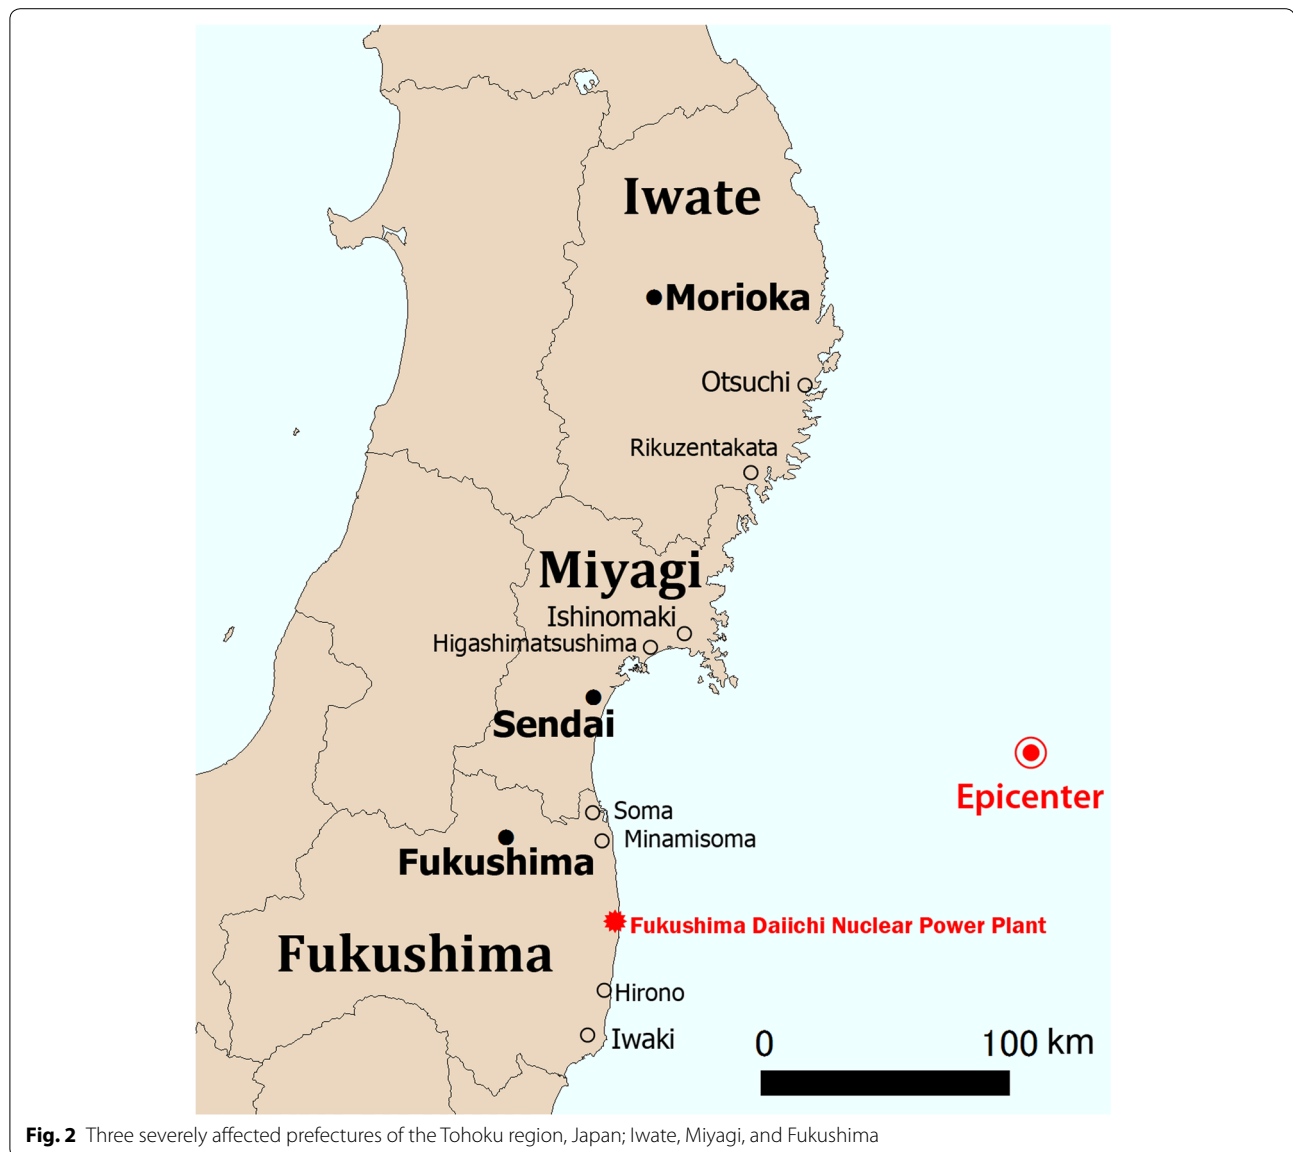 Iwate
Morioka
Otsuchi
Rikuzentakata
Miyagi
Ishinomaki
Higashimatsushima
Sendai
Epicenter
Soma
Minamisoma
Fukushima
Fukushima Daiichi Nuclear Power Plant
Fukushima
Hirono
Iwaki
0 100 km
Fig. 2 Three severely affected prefectures of the Tohoku region, Japan; Iwate, Miyagi, and Fukushima